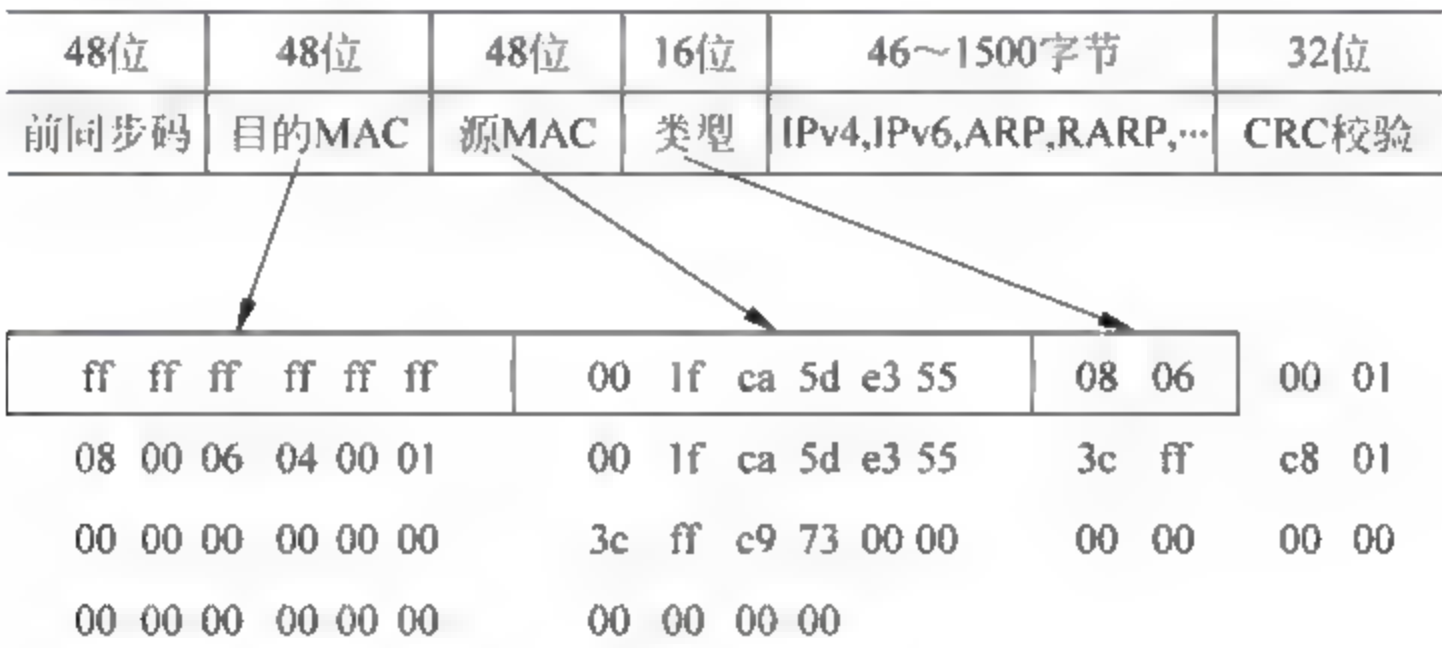 48位 48位 48位 16位 46～1500字节 32位
前同步码 目的MAC 源MAC 类型 IPv4,IPv6,ARP,RARP,… CRC校验
ff ff ff ff ff ff 00 1f ca 5d e3 55 08 06 00 01
08 00 06 04 00 01 00 1f ca 5d e3 55 3c ff c8 01
00 00 00 00 00 00 3c ff c9 73 00 00 00 00 00 00
00 00 00 00 00 00 00 00 00 00